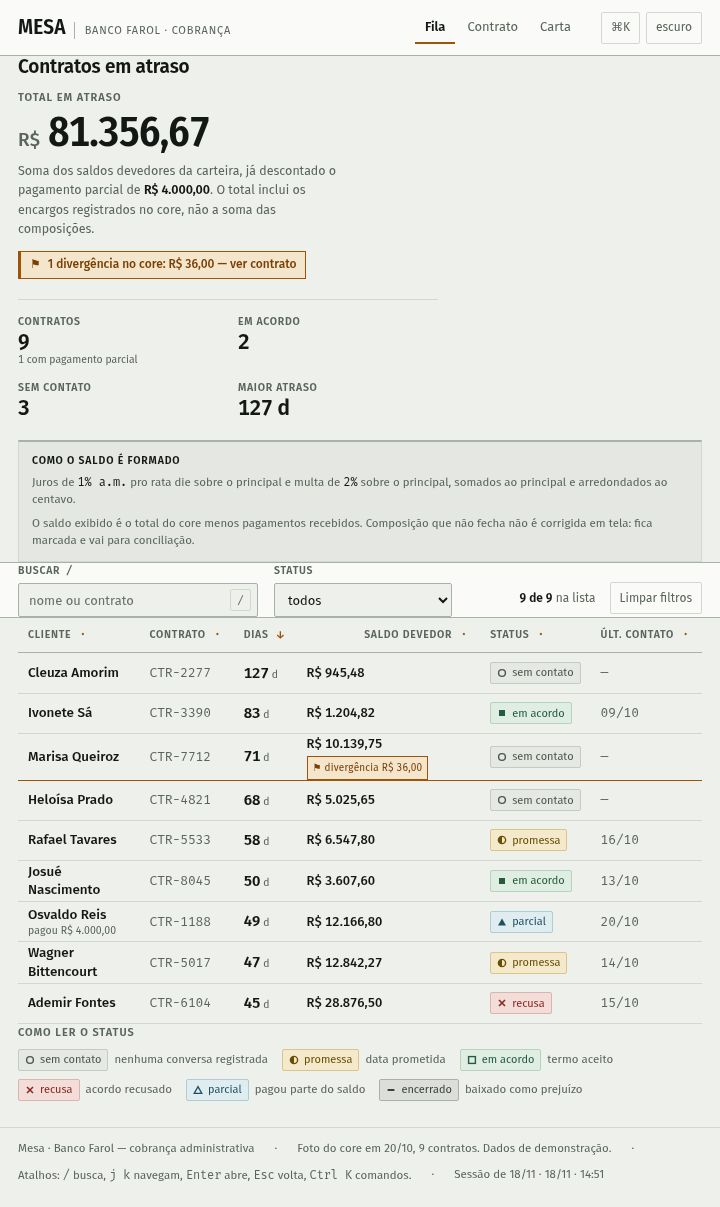 MESA BANCO FAROL · COBRANÇA Fila Contrato Carta ⌘K escuro
Contratos em atraso
TOTAL EM ATRASO
R$ 81.356,67
Soma dos saldos devedores da carteira, já descontado o
pagamento parcial de R$ 4.000,00. O total inclui os
encargos registrados no core, não a soma das
composições.
⚑ 1 divergência no core: R$ 36,00 — ver contrato
CONTRATOS EM ACORDO
9 2
1 com pagamento parcial
SEM CONTATO MAIOR ATRASO
3 127 d
COMO O SALDO É FORMADO
Juros de 1% a.m. pro rata die sobre o principal e multa de 2% sobre o principal, somados ao principal e arredondados ao
centavo.
O saldo exibido é o total do core menos pagamentos recebidos. Composição que não fecha não é corrigida em tela: fica
marcada e vai para conciliação.
BUSCAR / STATUS
nome ou contrato / todos 9 de 9 na lista Limpar filtros
CLIENTE · CONTRATO · DIAS ↓ SALDO DEVEDOR · STATUS · ÚLT. CONTATO ·
Cleuza Amorim CTR-2277 127 d R$ 945,48 sem contato —
Ivonete Sá CTR-3390 83 d R$ 1.204,82 em acordo 09/10
Marisa Queiroz CTR-7712 71 d R$ 10.139,75 sem contato —
⚑ divergência R$ 36,00
Heloísa Prado CTR-4821 68 d R$ 5.025,65 sem contato —
Rafael Tavares CTR-5533 58 d R$ 6.547,80 promessa 16/10
Josué
Nascimento CTR-8045 50 d R$ 3.607,60 em acordo 13/10
Osvaldo Reis CTR-1188 49 d R$ 12.166,80 parcial 20/10
pagou R$ 4.000,00
Wagner
Bittencourt CTR-5017 47 d R$ 12.842,27 promessa 14/10
Ademir Fontes CTR-6104 45 d R$ 28.876,50 recusa 15/10
COMO LER O STATUS
sem contato nenhuma conversa registrada promessa data prometida em acordo termo aceito
recusa acordo recusado parcial pagou parte do saldo encerrado baixado como prejuízo
Mesa · Banco Farol — cobrança administrativa · Foto do core em 20/10, 9 contratos. Dados de demonstração. ·
Atalhos: / busca, j k navegam, Enter abre, Esc volta, Ctrl K comandos. · Sessão de 18/11 · 18/11 · 14:51